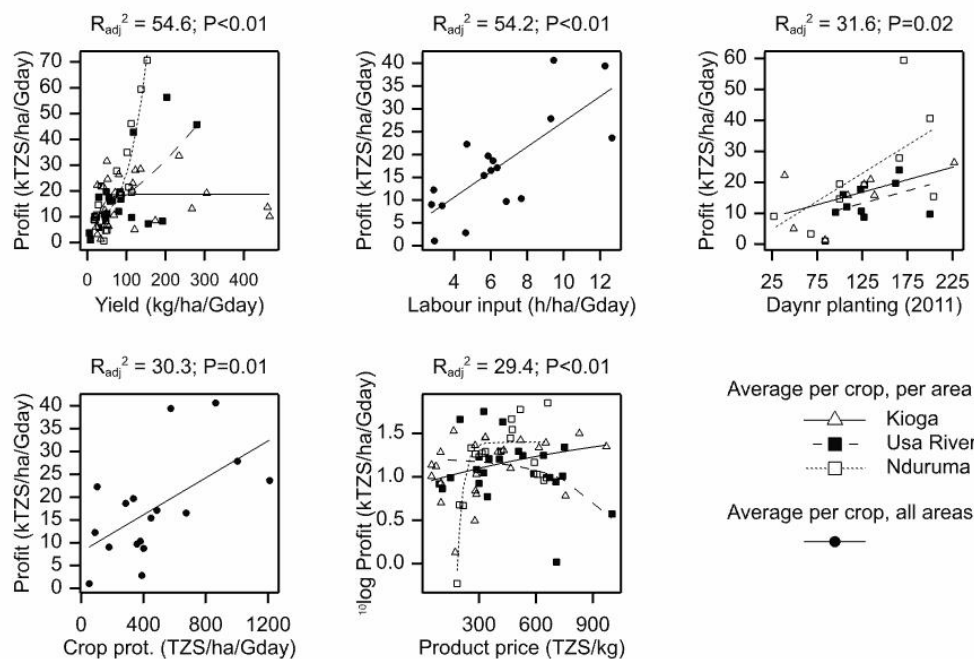 R_adj² = 54.6; P<0.01
Profit (kTZS/ha/Gday)
70
60
50
40
30
20
10
0
0 100 200 300 400
Yield (kg/ha/Gday)
R_adj² = 54.2; P<0.01
Profit (kTZS/ha/Gday)
40
35
30
25
20
15
10
5
0
4 6 8 10 12
Labour input (h/ha/Gday)
R_adj² = 31.6; P=0.02
Profit (kTZS/ha/Gday)
60
50
40
30
20
10
0
25 75 125 175 225
Daynr planting (2011)
R_adj² = 30.3; P=0.01
Profit (kTZS/ha/Gday)
40
35
30
25
20
15
10
5
0
0 400 800 1200
Crop prot. (TZS/ha/Gday)
R_adj² = 29.4; P<0.01
¹⁰log Profit (kTZS/ha/Gday)
1.5
1.0
0.5
0.0
300 600 900
Product price (TZS/kg)
Average per crop, per area
Kioga
Usa River
Nduruma
Average per crop, all areas